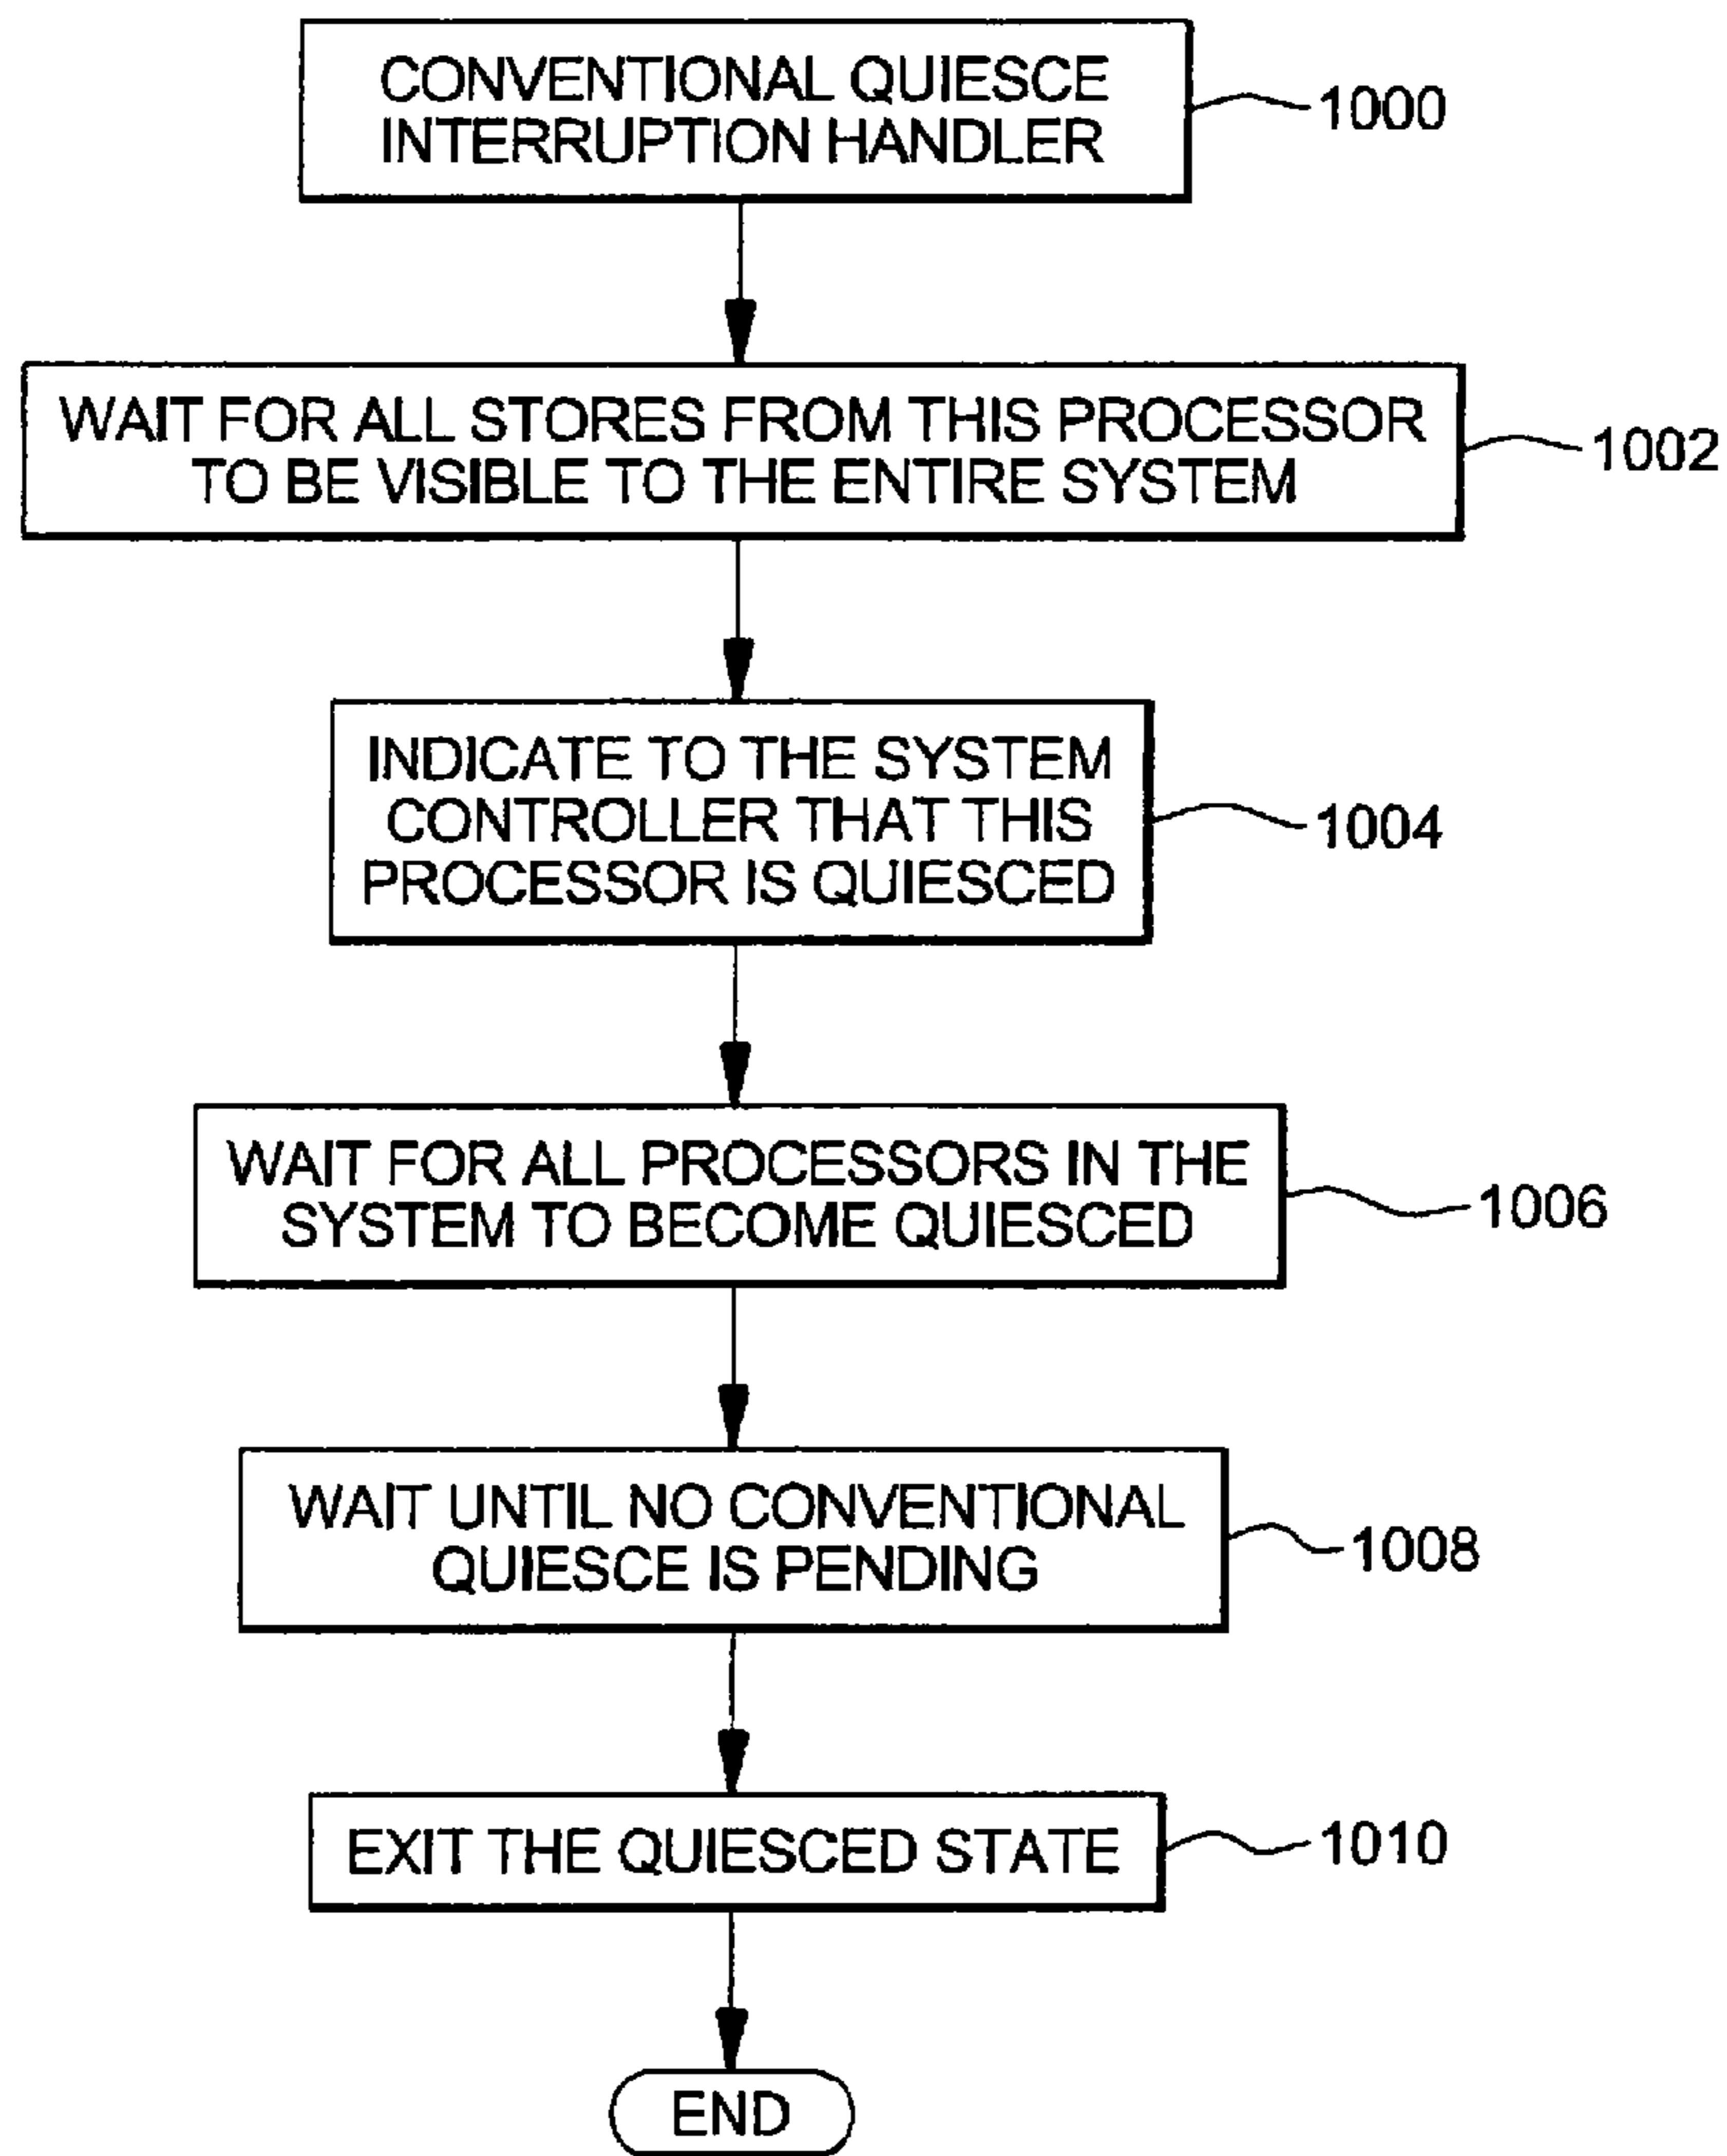 CONVENTIONAL QUIESCE
INTERRUPTION HANDLER
1000
WAIT FOR ALL STORES FROM THIS PROCESSOR
TO BE VISIBLE TO THE ENTIRE SYSTEM
1002
INDICATE TO THE SYSTEM
CONTROLLER THAT THIS
PROCESSOR IS QUIESCED
1004
WAIT FOR ALL PROCESSORS IN THE
SYSTEM TO BECOME QUIESCED
1006
WAIT UNTIL NO CONVENTIONAL
QUIESCE IS PENDING
1008
EXIT THE QUIESCED STATE
1010
END